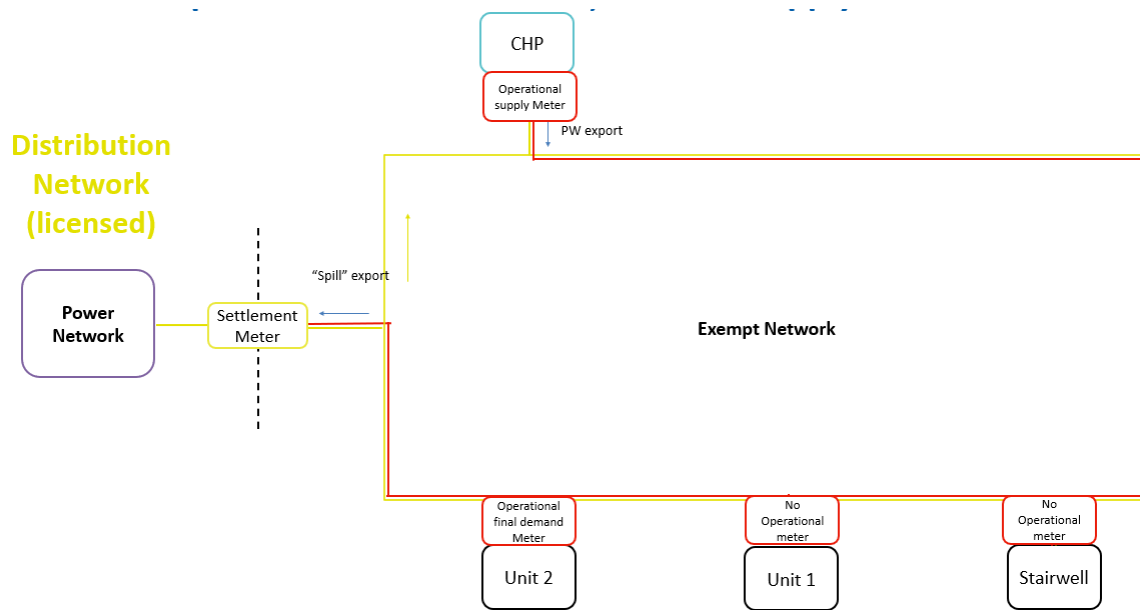 CHP
Operational
supply Meter
PW export
Distribution
Network
(licensed)
"Spill" export
Power
Network
Settlement
Meter
Exempt Network
Operational
final demand
Meter
No
Operational
meter
No
Operational
meter
Unit 2
Unit 1
Stairwell